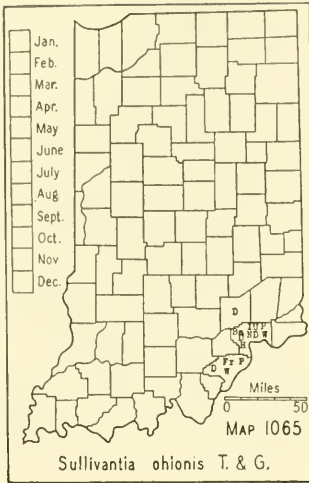 Jan.
Feb.
Mar.
Apr.
May
June
July
Aug
Sept.
Oct.
Nov
Dec.
D
I U P
N D W
D
F T P
W
Miles
0 50
MAP 1065
Sullivantia ohionis T. & G.